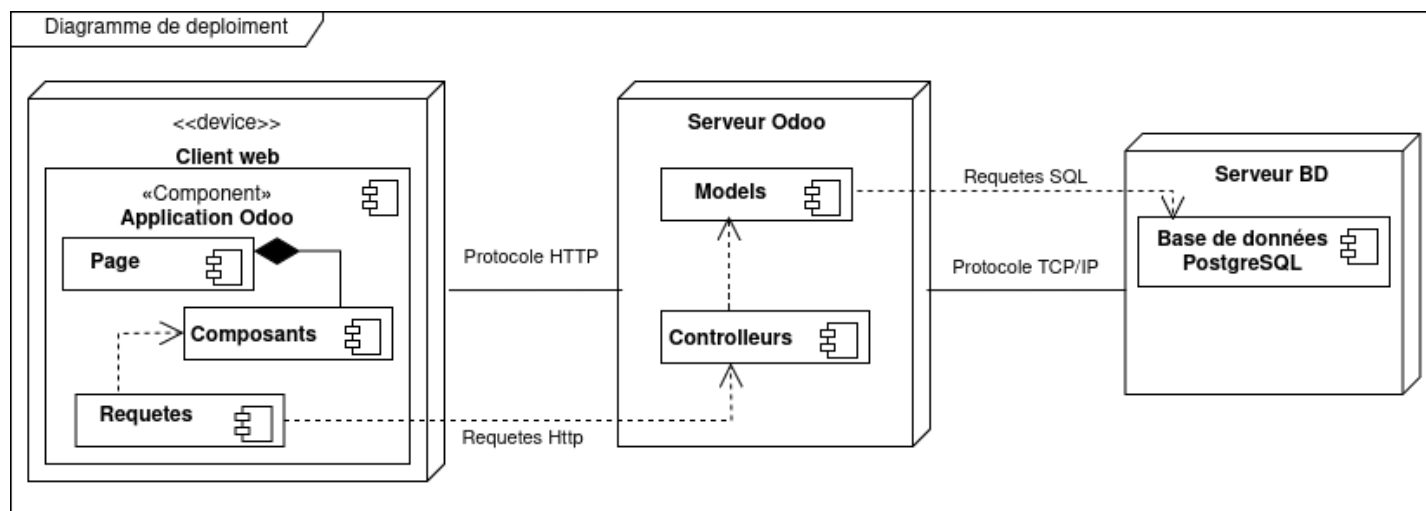 Diagramme de deploiment
<<device>>
Client web
«Component»
Application Odoo
Page
Composants
Requetes
Protocole HTTP
Requetes Http
Serveur Odoo
Models
Controlleurs
Requetes SQL
Protocole TCP/IP
Serveur BD
Base de données
PostgreSQL